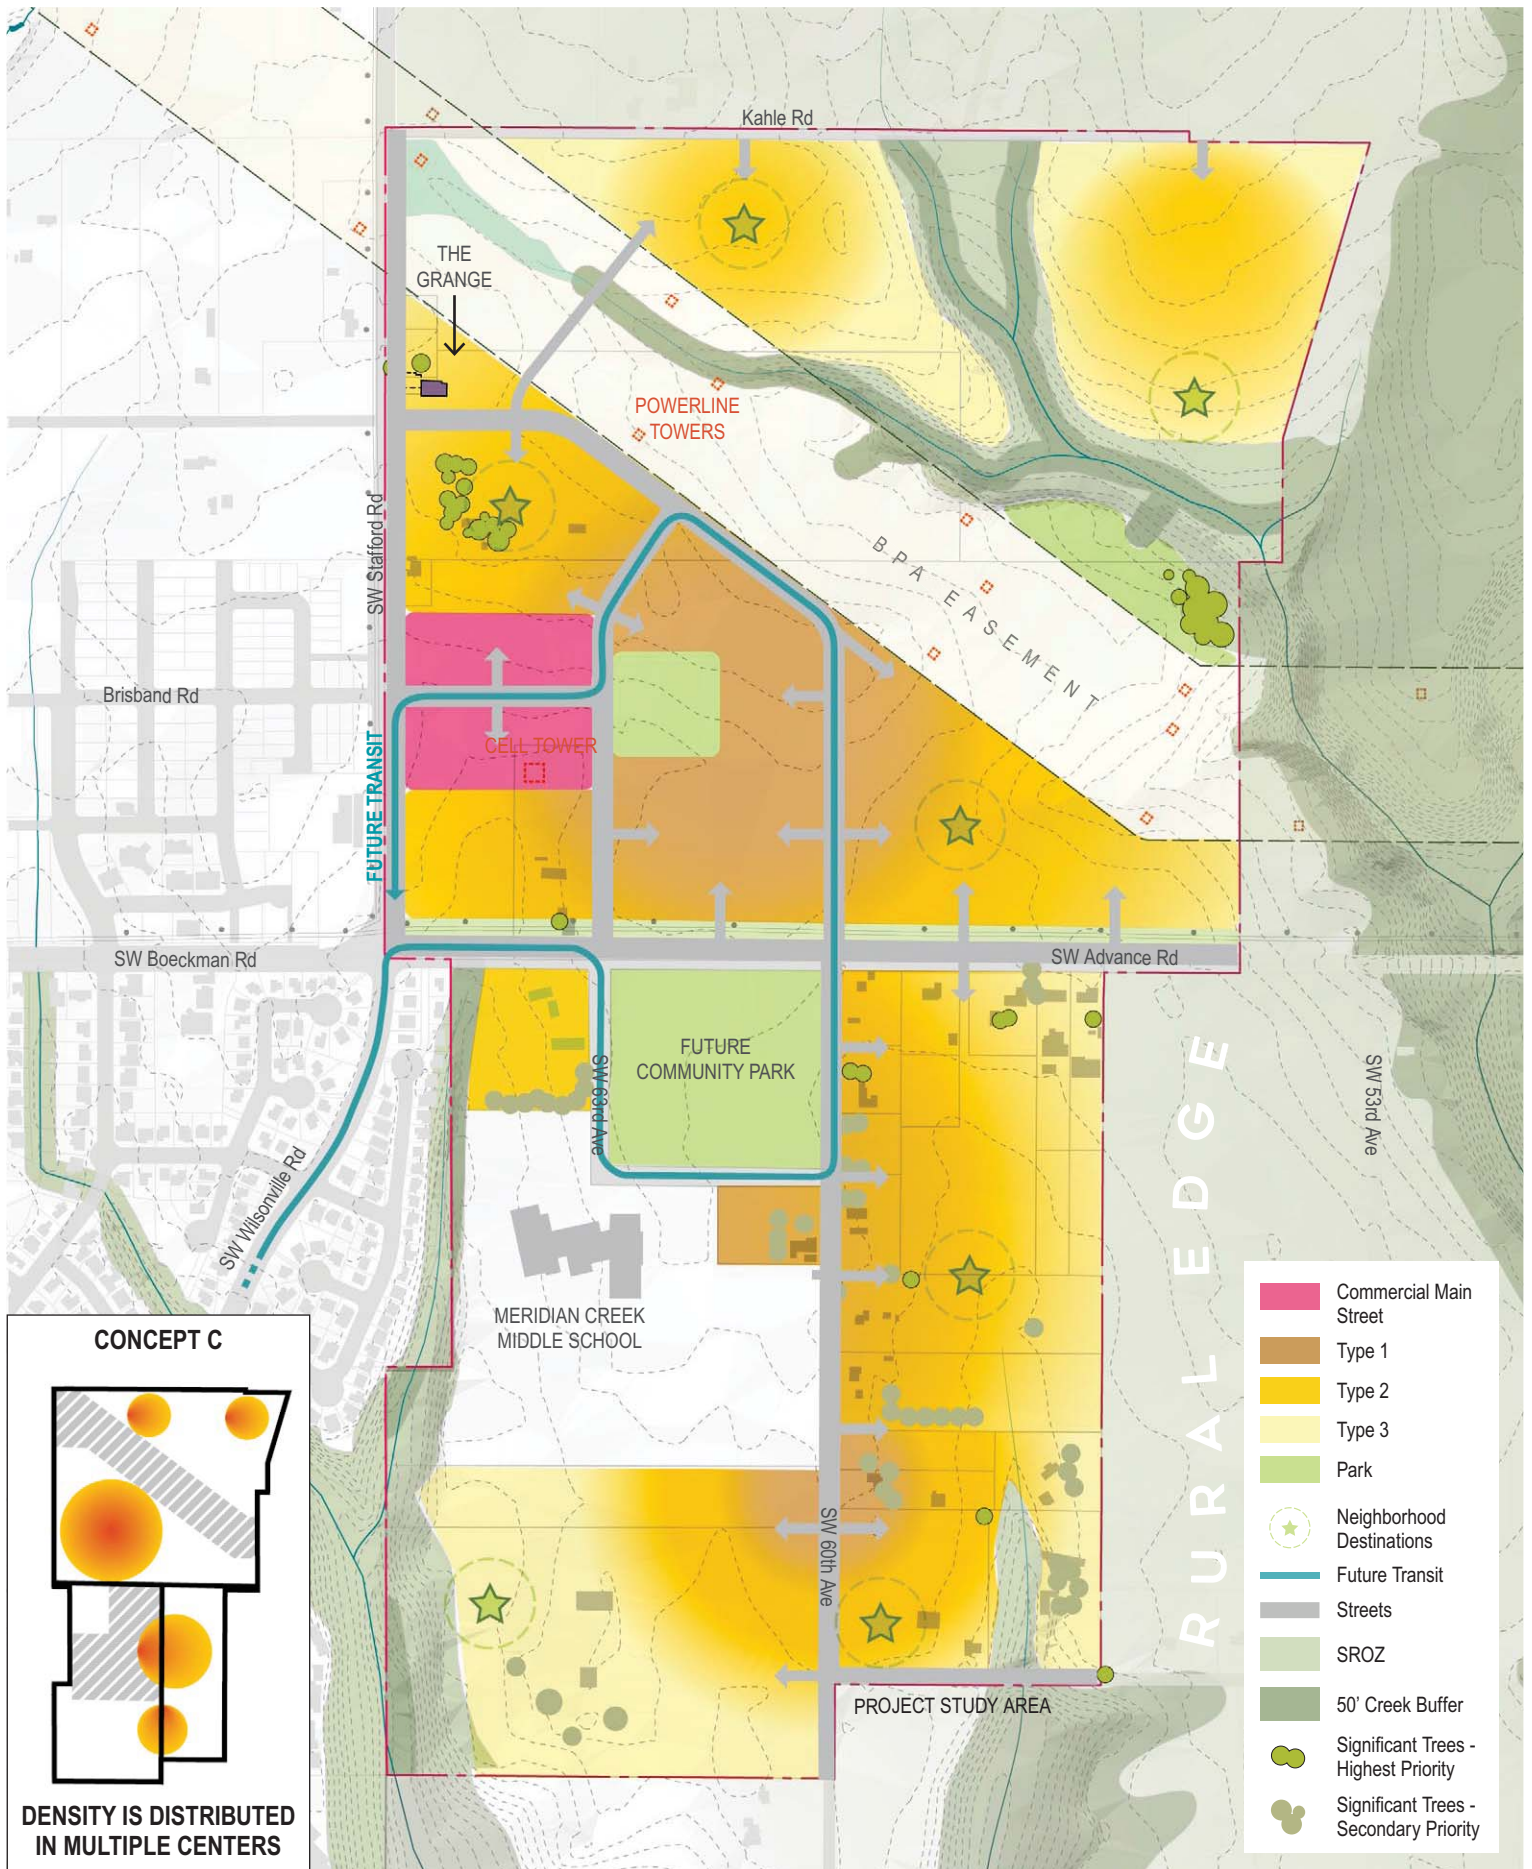 Kahle Rd
THE
GRANGE
POWERLINE
TOWERS
SW Stafford Rd
BPA EASEMENT
Brisband Rd
CELL TOWER
FUTURE TRANSIT
SW Boeckman Rd
SW Advance Rd
FUTURE
COMMUNITY PARK
SW 63rd Ave
SW 53rd Ave
RURAL EDGE
SW Wilsonville Rd
MERIDIAN CREEK
MIDDLE SCHOOL
SW 60th Ave
PROJECT STUDY AREA
CONCEPT C
DENSITY IS DISTRIBUTED
IN MULTIPLE CENTERS
Commercial Main
Street
Type 1
Type 2
Type 3
Park
Neighborhood
Destinations
Future Transit
Streets
SROZ
50' Creek Buffer
Significant Trees -
Highest Priority
Significant Trees -
Secondary Priority